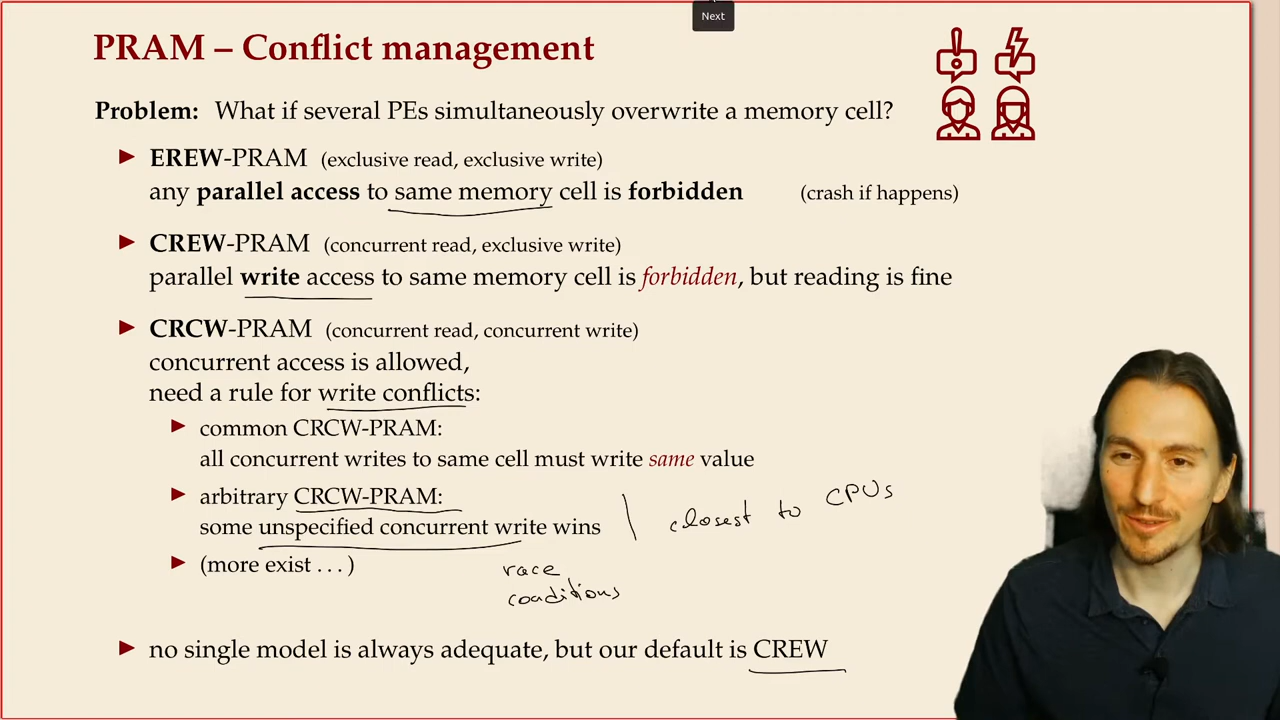 Next
PRAM – Conflict management
Problem: What if several PEs simultaneously overwrite a memory cell?
▶ EREW-PRAM (exclusive read, exclusive write)
any parallel access to same memory cell is forbidden (crash if happens)
▶ CREW-PRAM (concurrent read, exclusive write)
parallel write access to same memory cell is forbidden, but reading is fine
▶ CRCW-PRAM (concurrent read, concurrent write)
concurrent access is allowed,
need a rule for write conflicts:
▶ common CRCW-PRAM:
all concurrent writes to same cell must write same value
▶ arbitrary CRCW-PRAM:
some unspecified concurrent write wins
closest to CPUs
▶ (more exist . . . )
race
conditions
▶ no single model is always adequate, but our default is CREW